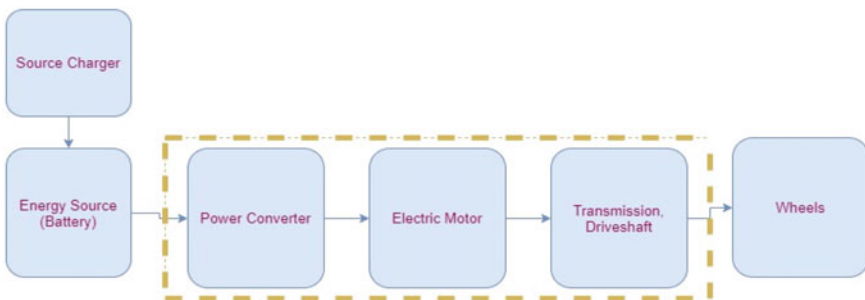 Source Charger
Energy Source
(Battery)
Power Converter
Electric Motor
Transmission,
Driveshaft
Wheels